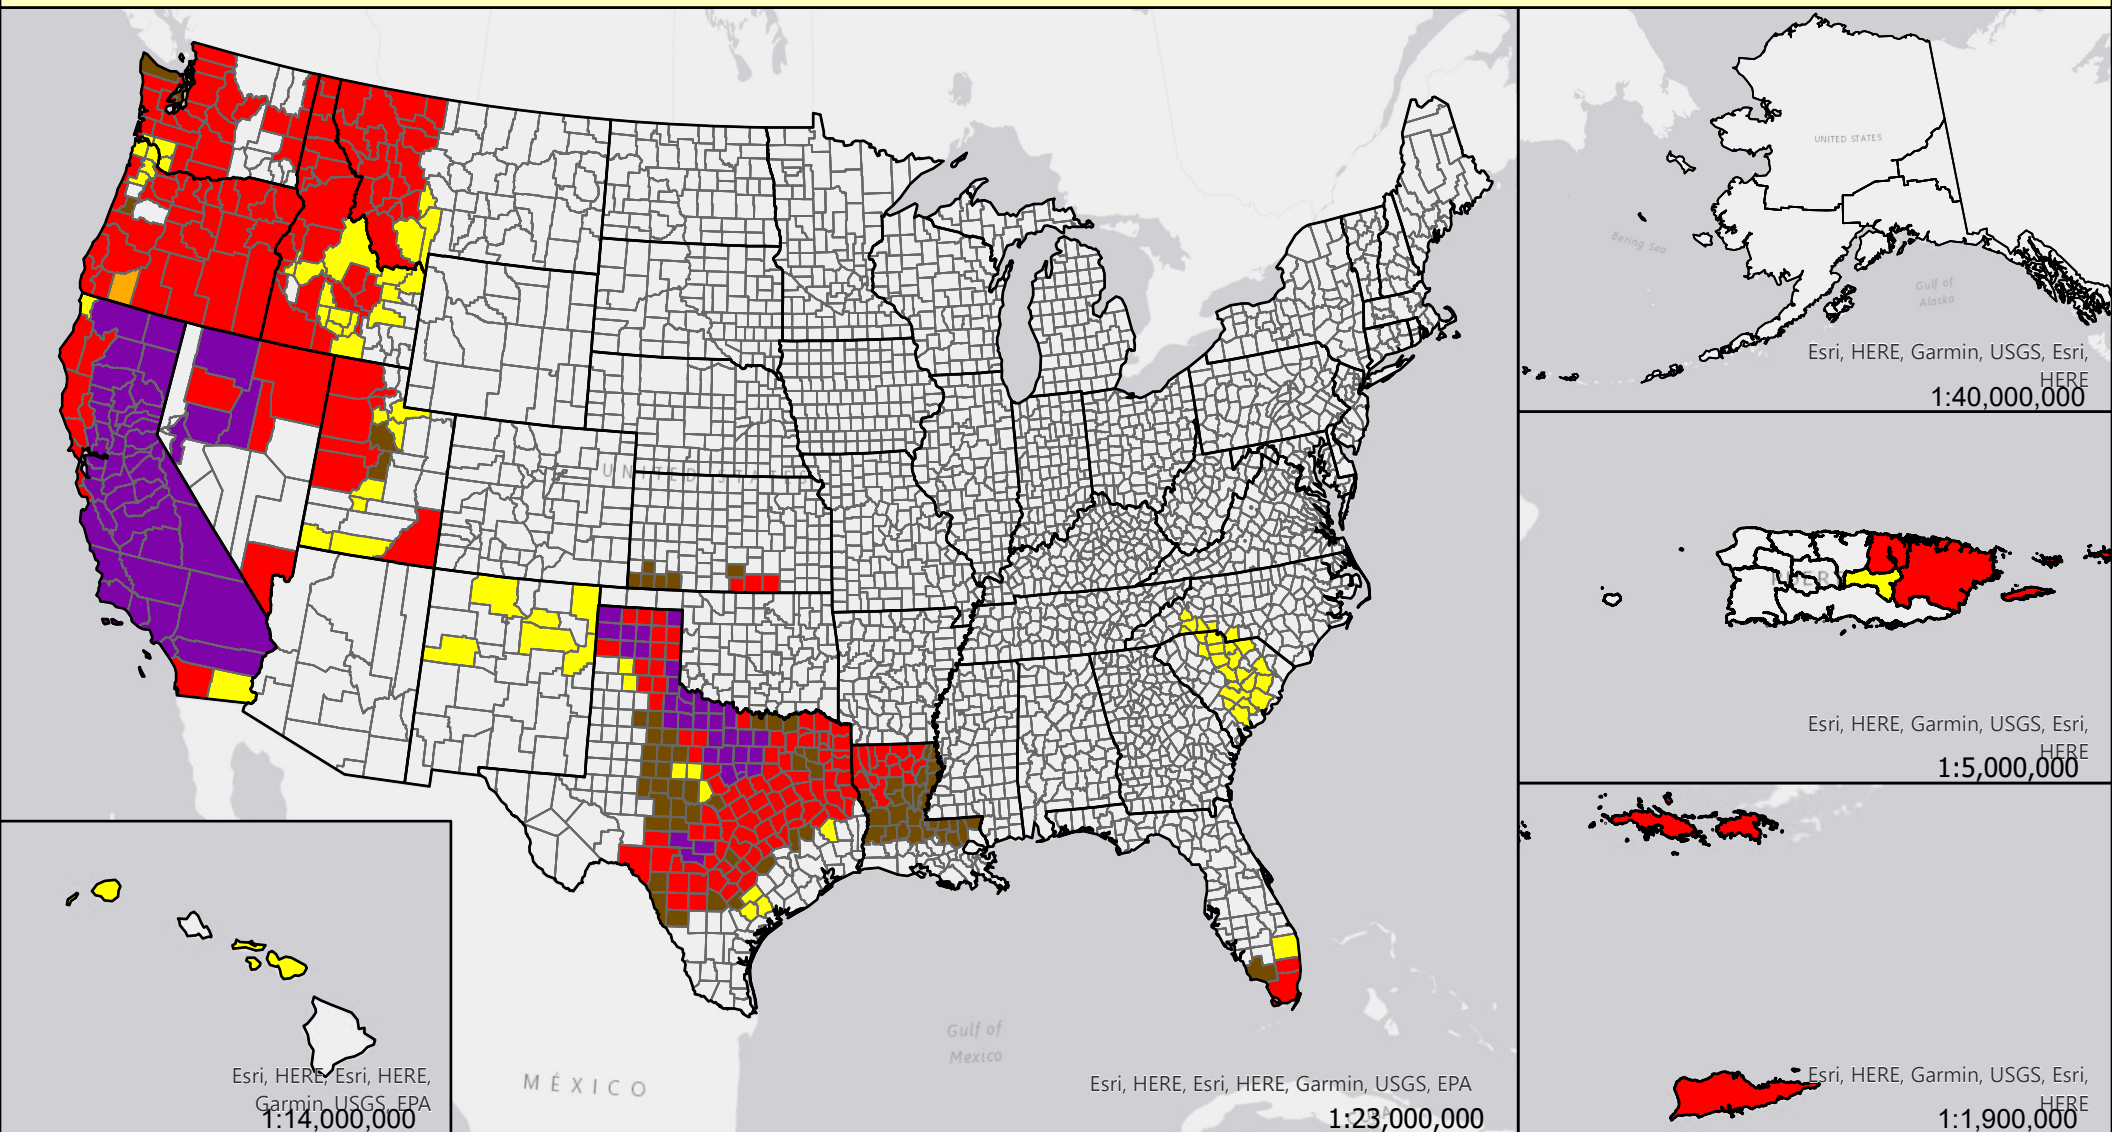 UNITED STATES
Bering Sea
Gulf of
Alaska
Esri, HERE, Garmin, USGS, Esri,
HERE
1:40,000,000
UNITED STATES
Esri, HERE, Garmin, USGS, Esri,
HERE
1:5,000,000
Gulf of
Mexico
MÉXICO
Esri, HERE, Esri, HERE,
Garmin, USGS, EPA
1:14,000,000
Esri, HERE, Esri, HERE, Garmin, USGS, EPA
1:23,000,000
Esri, HERE, Garmin, USGS, Esri,
HERE
1:1,900,000